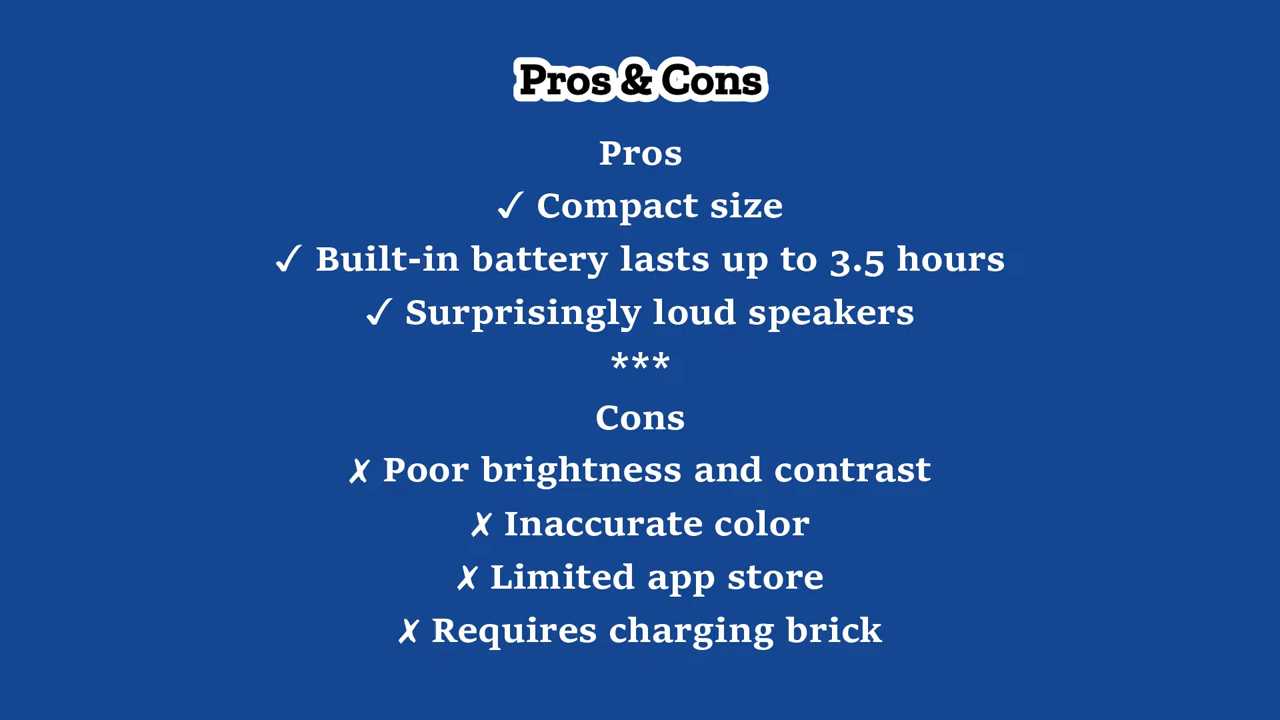 Pros & Cons
Pros
✓ Compact size
✓ Built-in battery lasts up to 3.5 hours
✓ Surprisingly loud speakers
***
Cons
✗ Poor brightness and contrast
✗ Inaccurate color
✗ Limited app store
✗ Requires charging brick